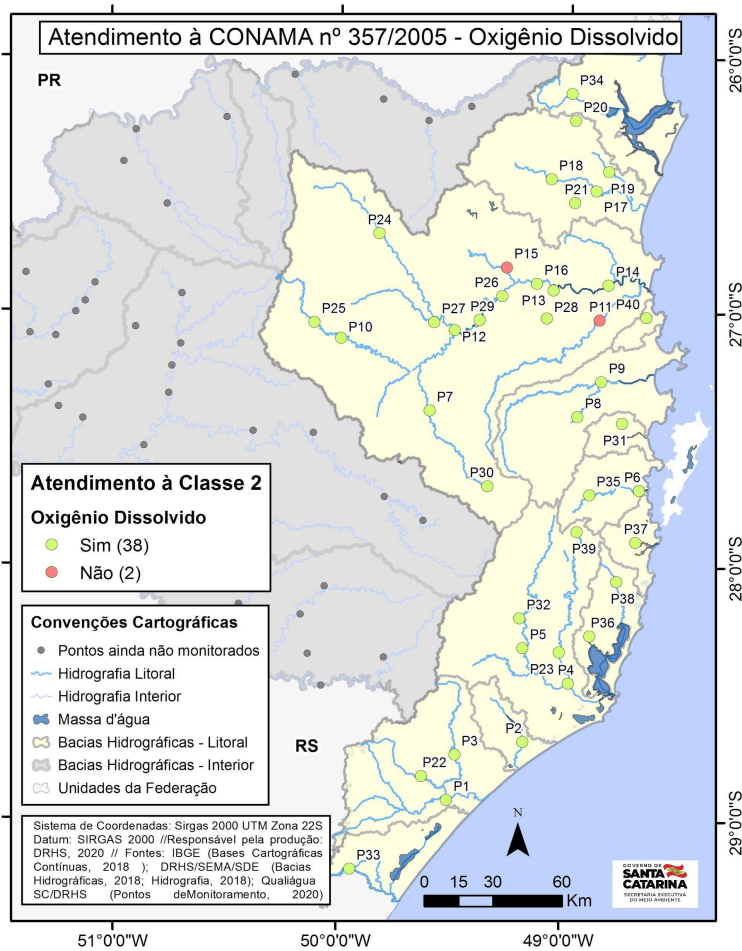 Atendimento à CONAMA nº 357/2005 - Oxigênio Dissolvido
PR
26°0'0"S
P34
P20
P18
P21
P19
P17
P24
P15
P16
P14
P26
P13
P28
P11
P40
27°0'0"S
P25
P10
P27
P29
P12
P9
P8
P7
P31
P30
P35
P6
P37
P39
28°0'0"S
P38
P32
P36
P5
P23
P4
Atendimento à Classe 2
Oxigênio Dissolvido
Sim (38)
Não (2)
Convenções Cartográficas
Pontos ainda não monitorados
Hidrografia Litoral
Hidrografia Interior
Massa d'água
Bacias Hidrográficas - Litoral
Bacias Hidrográficas - Interior
Unidades da Federação
RS
P3
P2
P22
P1
P33
29°0'0"S
Sistema de Coordenadas: Sirgas 2000 UTM Zona 22S
Datum: SIRGAS 2000 //Responsável pela produção:
DRHS, 2020 // Fontes: IBGE (Bases Cartográficas
Contínuas, 2018 ); DRHS/SEMA/SDE (Bacias
Hidrográficas, 2018; Hidrografia, 2018); Qualiágua
SC/DRHS (Pontos deMonitoramento, 2020)
N
0 15 30 60
Km
GOVERNO DE
SANTA
CATARINA
SECRETARIA EXECUTIVA
DO MEIO AMBIENTE
51°0'0"W
50°0'0"W
49°0'0"W